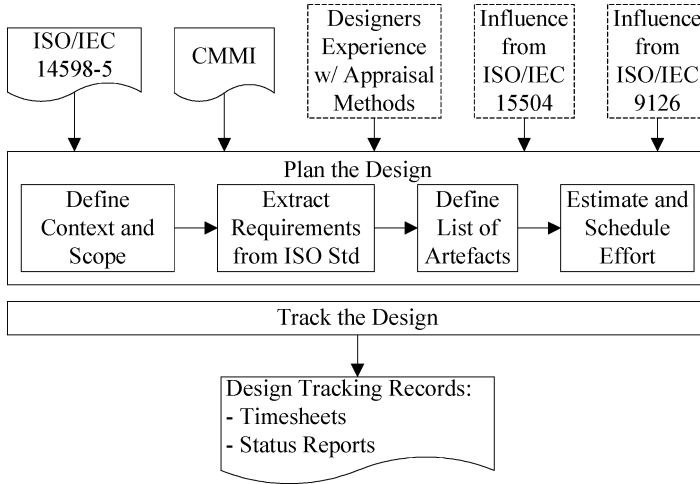 ISO/IEC
14598-5
CMMI
Designers
Experience
w/ Appraisal
Methods
Influence
from
ISO/IEC
15504
Influence
from
ISO/IEC
9126
Plan the Design
Define
Context and
Scope
Extract
Requirements
from ISO Std
Define
List of
Artefacts
Estimate and
Schedule
Effort
Track the Design
Design Tracking Records:
- Timesheets
- Status Reports